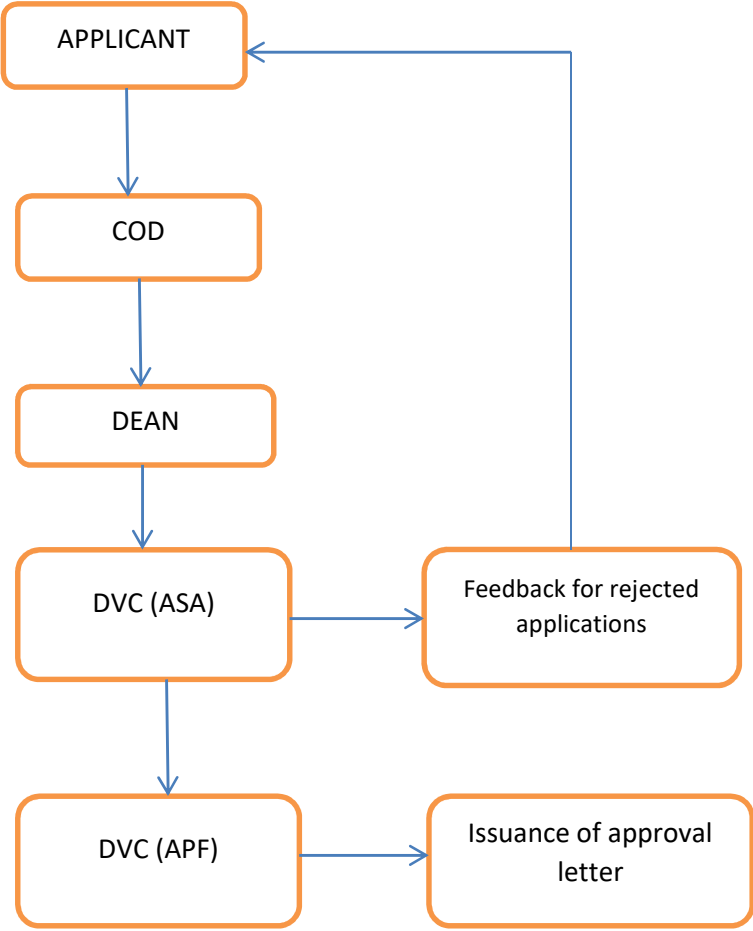 APPLICANT
COD
DEAN
DVC (ASA)
Feedback for rejected
applications
DVC (APF)
Issuance of approval
letter